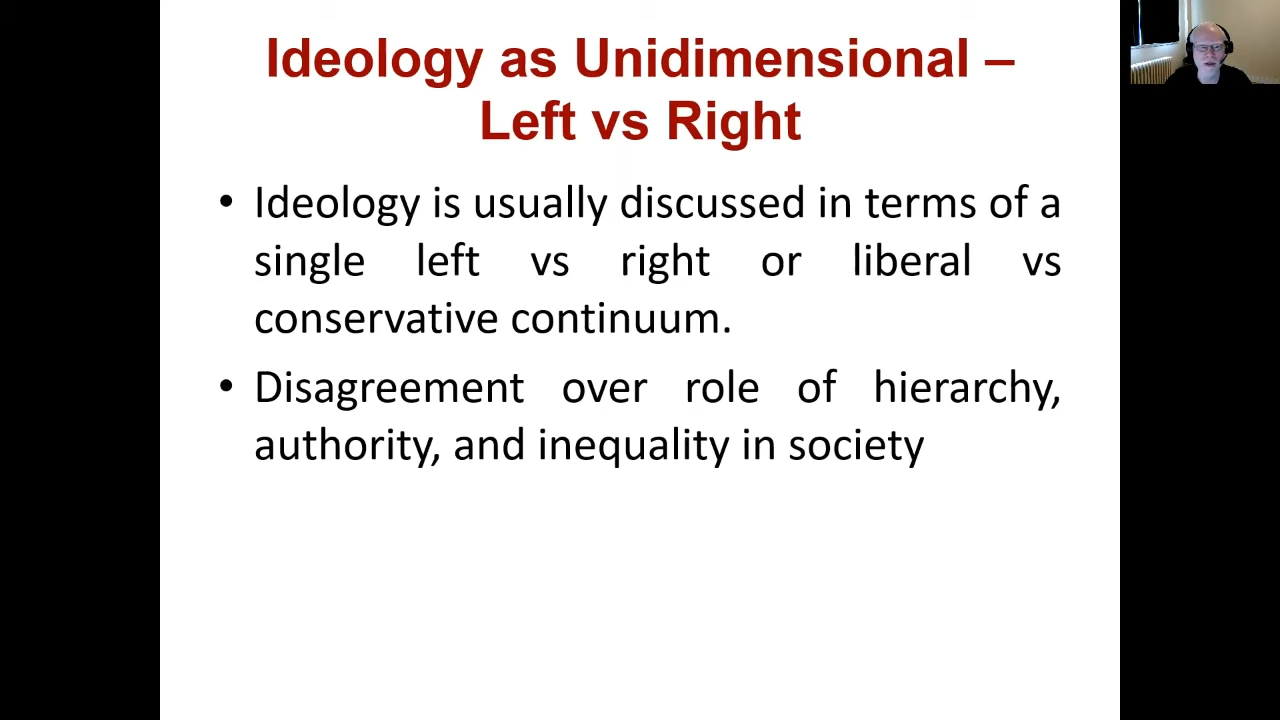 Ideology as Unidimensional –
Left vs Right
• Ideology is usually discussed in terms of a
single left vs right or liberal vs
conservative continuum.
• Disagreement over role of hierarchy,
authority, and inequality in society